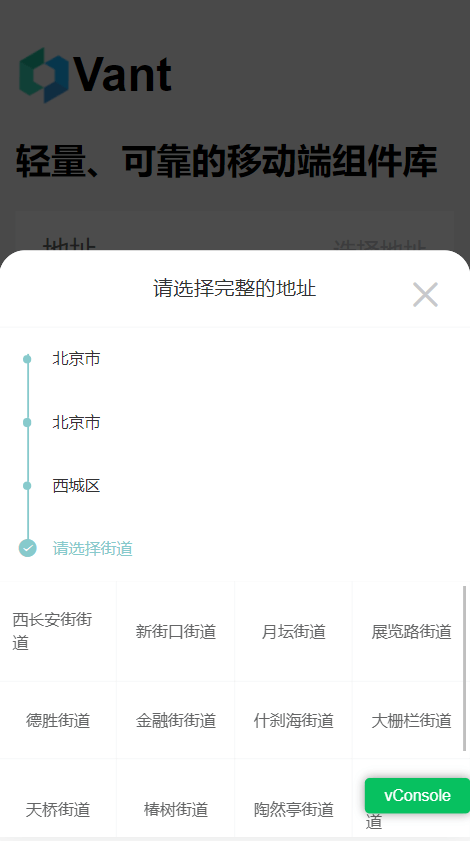 Vant
轻量、可靠的移动端组件库
地址 选择地址
请选择完整的地址
北京市
北京市
西城区
请选择街道
西长安街街道 新街口街道 月坛街道 展览路街道
德胜街道 金融街街道 什刹海街道 大栅栏街道
天桥街道 椿树街道 陶然亭街道 道
vConsole